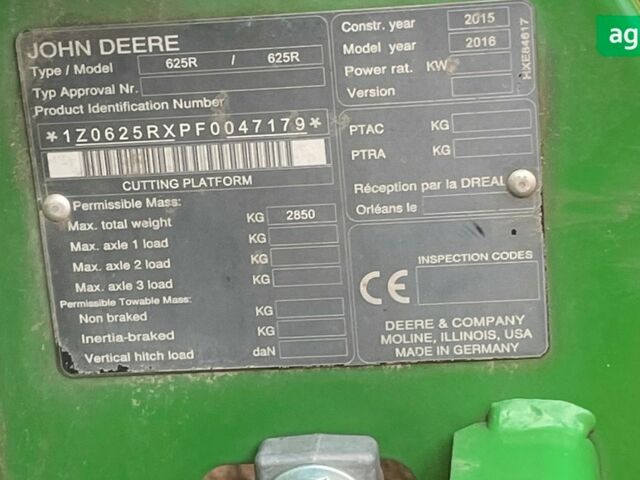 JOHN DEERE
Type / Model 625R / 625R
Typ Approval Nr.
Product Identification Number
*1Z0625RXPF0047179*
CUTTING PLATFORM
Permissible Mass:
Max. total weight KG 2850
Max. axle 1 load KG
Max. axle 2 load KG
Max. axle 3 load KG
Permissible Towable Mass:
Non braked KG
Inertia-braked KG
Vertical hitch load daN
Constr. year 2015
Model year 2016
Power rat. KW
Version
HXE84617
PTAC KG
PTRA KG
Réception par la DREAL
Orléans le
INSPECTION CODES
CE
DEERE & COMPANY
MOLINE, ILLINOIS, USA
MADE IN GERMANY
ag